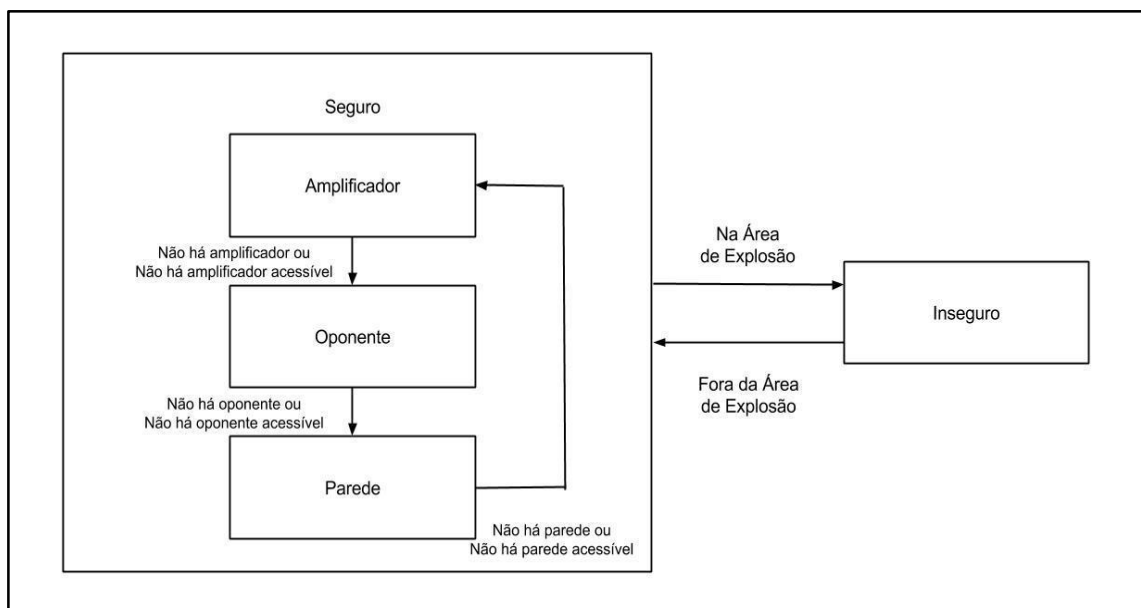 Seguro
Amplificador
Não há amplificador ou
Não há amplificador acessível
Oponente
Não há oponente ou
Não há oponente acessível
Parede
Não há parede ou
Não há parede acessível
Na Área
de Explosão
Inseguro
Fora da Área
de Explosão